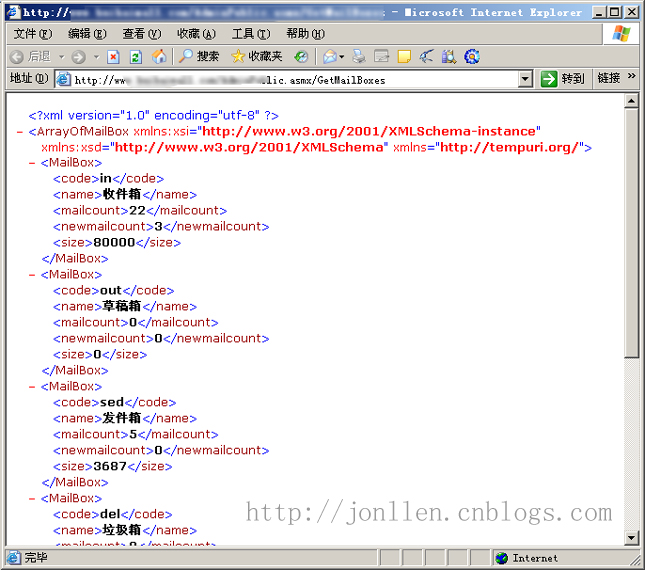 http:// - Microsoft Internet Explorer
文件(F) 编辑(E) 查看(V) 收藏(A) 工具(T) 帮助(H)
后退 搜索 收藏夹
地址(D) http://ww lic.asmx/GetMailBoxes 转到 链接 »
<?xml version="1.0" encoding="utf-8" ?>
- <ArrayOfMailBox xmlns:xsi="http://www.w3.org/2001/XMLSchema-instance"
xmlns:xsd="http://www.w3.org/2001/XMLSchema" xmlns="http://tempuri.org/">
- <MailBox>
<code>in</code>
<name>收件箱</name>
<mailcount>22</mailcount>
<newmailcount>3</newmailcount>
<size>80000</size>
</MailBox>
- <MailBox>
<code>out</code>
<name>草稿箱</name>
<mailcount>0</mailcount>
<newmailcount>0</newmailcount>
<size>0</size>
</MailBox>
- <MailBox>
<code>sed</code>
<name>发件箱</name>
<mailcount>5</mailcount>
<newmailcount>0</newmailcount>
<size>3687</size>
</MailBox>
- <MailBox>
<code>del</code>
<name>垃圾箱</name>
http://jonllen.cnblogs.com
完毕 Internet